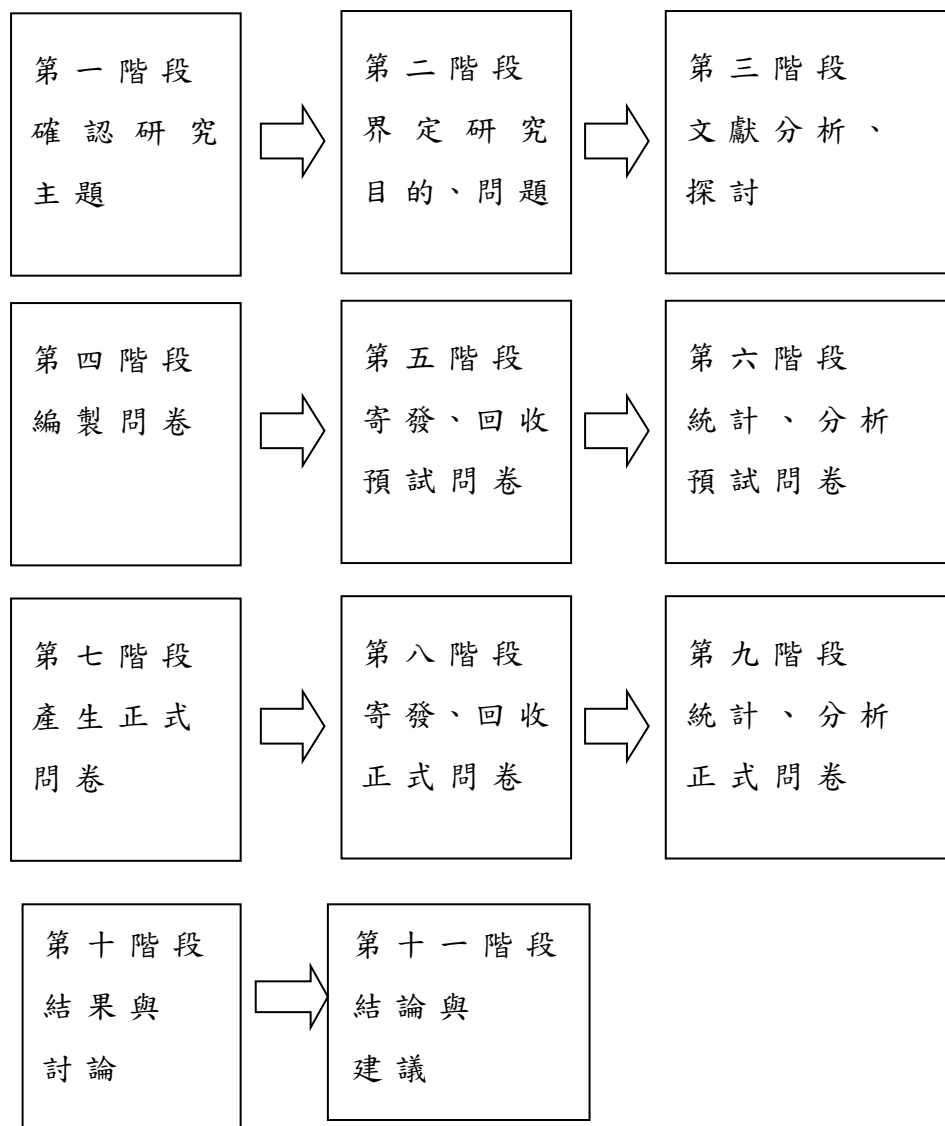 第一階段
確認研究
主題
第二階段
界定研究
目的、問題
第三階段
文獻分析、
探討
第四階段
編製問卷
第五階段
寄發、回收
預試問卷
第六階段
統計、分析
預試問卷
第七階段
產生正式
問卷
第八階段
寄發、回收
正式問卷
第九階段
統計、分析
正式問卷
第十階段
結果與
討論
第十一階段
結論與
建議